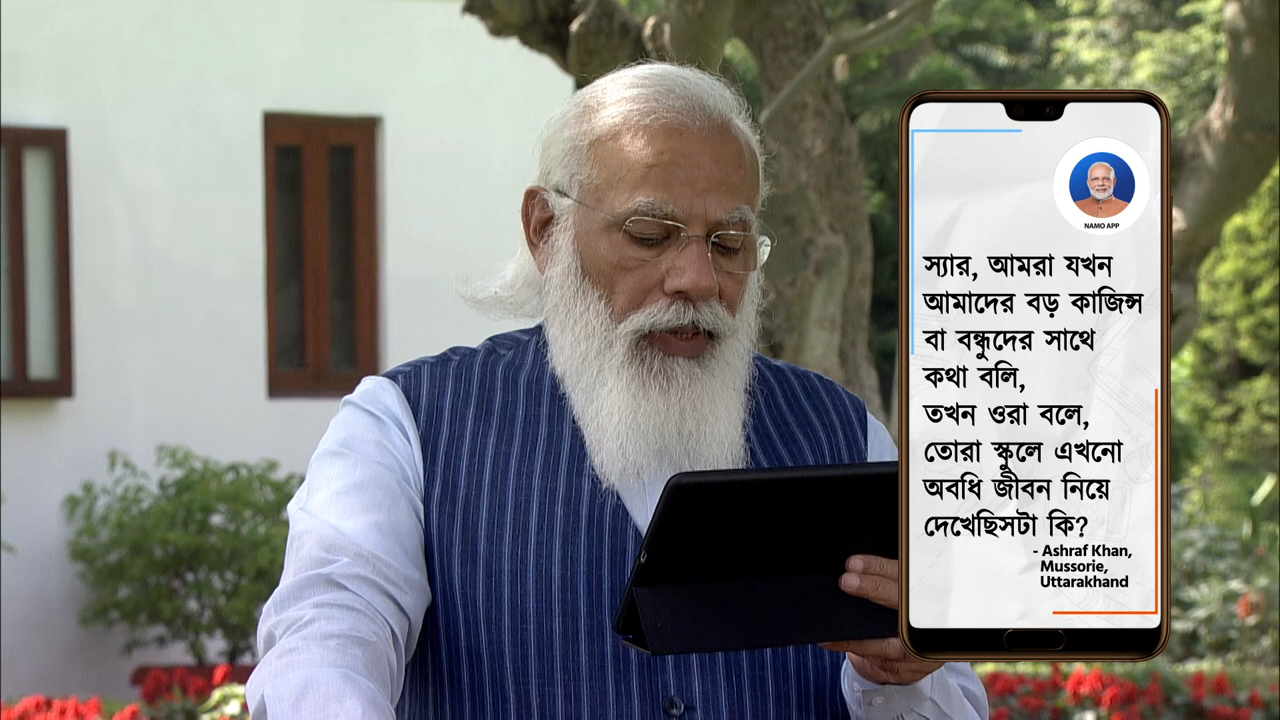 NAMO APP
স্যার, আমরা যখন
আমাদের বড় কাজিন্স
বা বন্ধুদের সাথে
কথা বলি,
তখন ওরা বলে,
তোরা স্কুলে এখনো
অবধি জীবন নিয়ে
দেখেছিসটা কি?
- Ashraf Khan,
Mussorie,
Uttarakhand